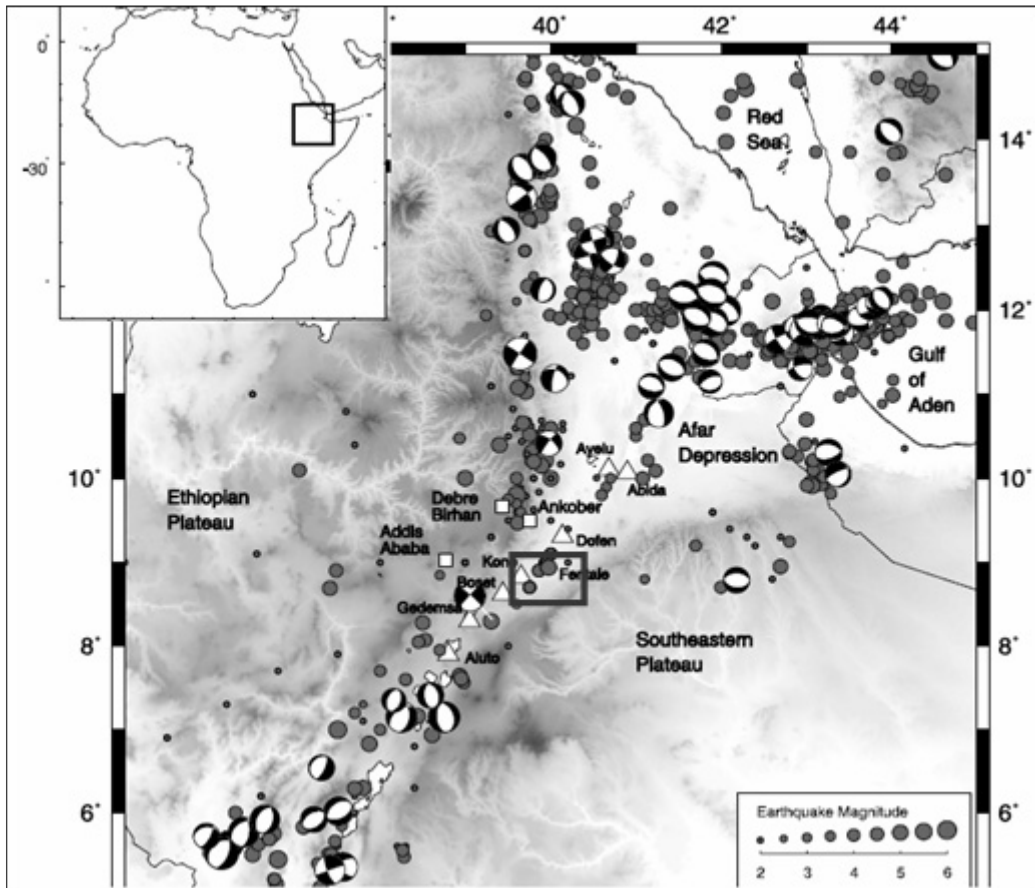 40°
42°
44°
0°
-30°
14°
12°
10°
8°
6°
Red
Sea
Gulf
of
Aden
Afar
Depression
Ayelu
Abida
Ethiopian
Plateau
Debre
Birhan
Ankober
Addis
Ababa
Dofen
Kone
Fentale
Boset
Gedemsa
Aluto
Southeastern
Plateau
Earthquake Magnitude
2 3 4 5 6